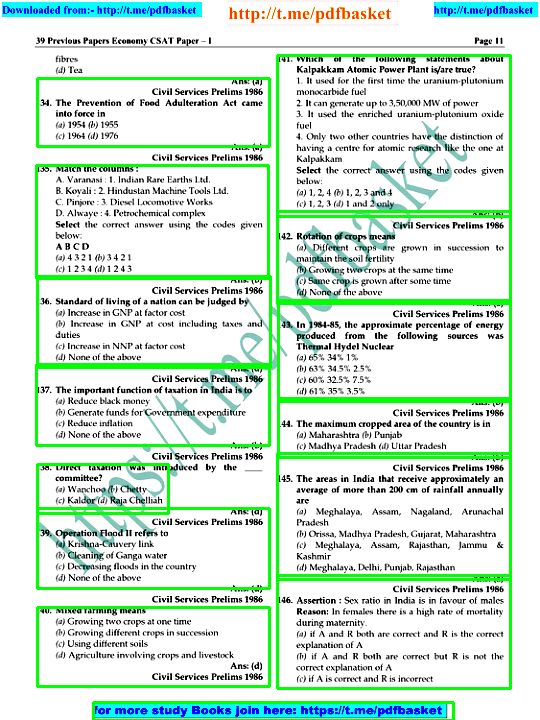 Downloaded from:- http://t.me/pdfbasket
http://t.me/pdfbasket
http://t.me/pdfbasket
39 Previous Papers Economy CSAT Paper – I
Page 11
fibres
(d) Tea
Ans: (a)
Civil Services Prelims 1986
34. The Prevention of Food Adulteration Act came
into force in
(a) 1954 (b) 1955
(c) 1964 (d) 1976
Ans: (a)
Civil Services Prelims 1986
135. Match the columns :
A. Varanasi : 1. Indian Rare Earths Ltd.
B. Koyali : 2. Hindustan Machine Tools Ltd.
C. Pinjore : 3. Diesel Locomotive Works
D. Alwaye : 4. Petrochemical complex
Select the correct answer using the codes given
below:
A B C D
(a) 4 3 2 1 (b) 3 4 2 1
(c) 1 2 3 4 (d) 1 2 4 3
Ans: (b)
Civil Services Prelims 1986
36. Standard of living of a nation can be judged by
(a) Increase in GNP at factor cost
(b) Increase in GNP at cost including taxes and
duties
(c) Increase in NNP at factor cost
(d) None of the above
Civil Services Prelims 1986
137. The important function of taxation in India is to
(a) Reduce black money
(b) Generate funds for Government expenditure
(c) Reduce inflation
(d) None of the above
Civil Services Prelims 1986
38. Direct taxation was introduced by the ____
committee?
(a) Wanchoo (b) Chetty
(c) Kaldor (d) Raja Chelliah
Ans: (d)
Civil Services Prelims 1986
39. Operation Flood II refers to
(a) Krishna-Cauvery link
(b) Cleaning of Ganga water
(c) Decreasing floods in the country
(d) None of the above
Civil Services Prelims 1986
40. Mixed farming means
(a) Growing two crops at one time
(b) Growing different crops in succession
(c) Using different soils
(d) Agriculture involving crops and livestock
Ans: (d)
Civil Services Prelims 1986
141. Which of the following statements about
Kalpakkam Atomic Power Plant is/are true?
1. It used for the first time the uranium-plutonium
monocarbide fuel
2. It can generate up to 3,50,000 MW of power
3. It used the enriched uranium-plutonium oxide
fuel
4. Only two other countries have the distinction of
having a centre for atomic research like the one at
Kalpakkam
Select the correct answer using the codes given
below:
(a) 1, 2, 4 (b) 1, 2, 3 and 4
(c) 1, 2, 3 (d) 1 and 2 only
Civil Services Prelims 1986
142. Rotation of crops means
(a) Different crops are grown in succession to
maintain the soil fertility
(b) Growing two crops at the same time
(c) Same crop is grown after some time
(d) None of the above
Civil Services Prelims 1986
43. In 1984-85, the approximate percentage of energy
produced from the following sources was
Thermal Hydel Nuclear
(a) 65% 34% 1%
(b) 63% 34.5% 2.5%
(c) 60% 32.5% 7.5%
(d) 61% 35% 3.5%
Civil Services Prelims 1986
44. The maximum cropped area of the country is in
(a) Maharashtra (b) Punjab
(c) Madhya Pradesh (d) Uttar Pradesh
Civil Services Prelims 1986
145. The areas in India that receive approximately an
average of more than 200 cm of rainfall annually
are
(a) Meghalaya, Assam, Nagaland, Arunachal
Pradesh
(b) Orissa, Madhya Pradesh, Gujarat, Maharashtra
(c) Meghalaya, Assam, Rajasthan, Jammu &
Kashmir
(d) Meghalaya, Delhi, Punjab, Rajasthan
Civil Services Prelims 1986
146. Assertion : Sex ratio in India is in favour of males
Reason: In females there is a high rate of mortality
during maternity.
(a) if A and R both are correct and R is the correct
explanation of A
(b) if A and R both are correct but R is not the
correct explanation of A
(c) if A is correct and R is incorrect
https://t.me/pdfbasket
for more study Books join here: https://t.me/pdfbasket